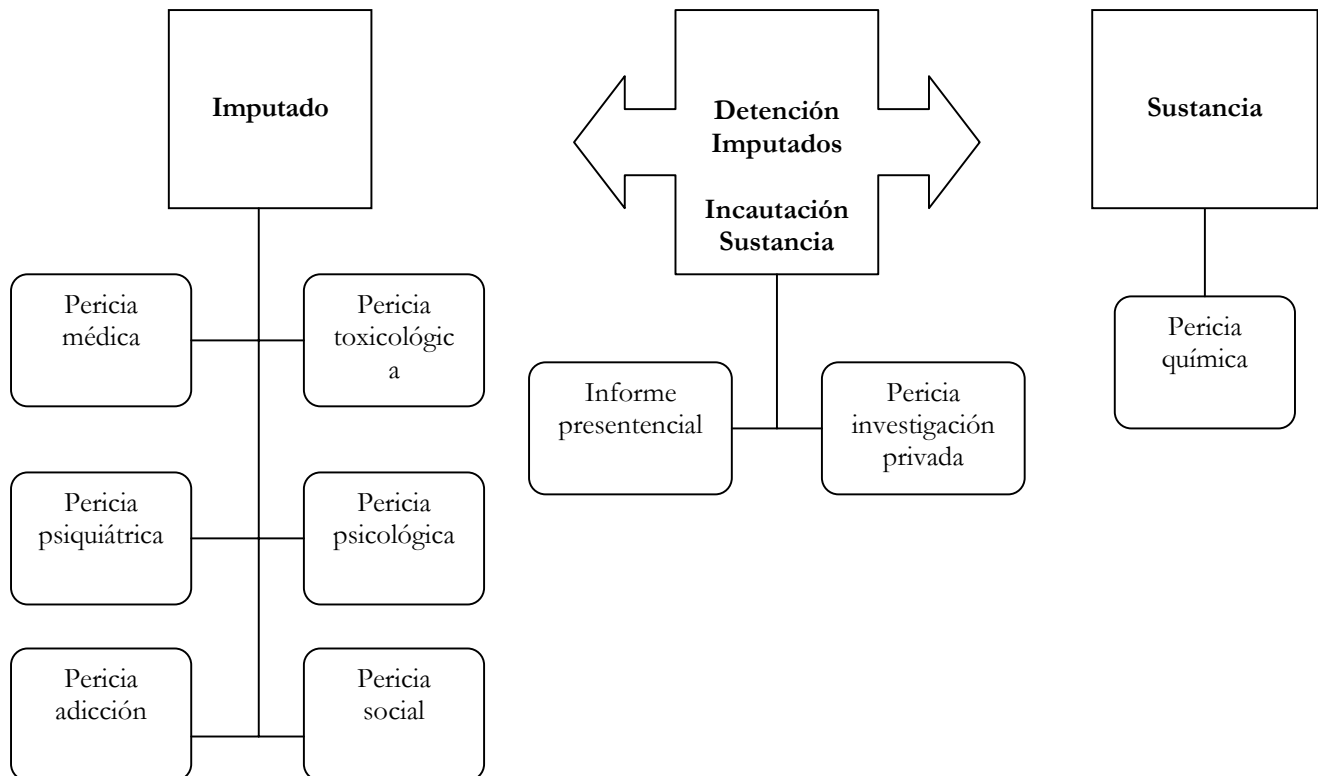 Imputado
Detención
Imputados
Incautación
Sustancia
Sustancia
Pericia
médica
Pericia
toxicológic
a
Informe
presentencial
Pericia
investigación
privada
Pericia
química
Pericia
psiquiátrica
Pericia
psicológica
Pericia
adicción
Pericia
social